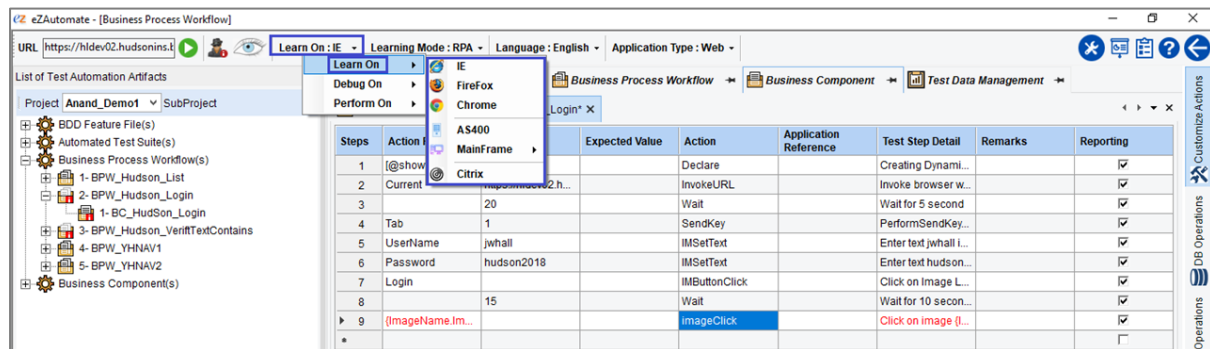 eZ eZAutomate - [Business Process Workflow]
URL https://hldev02.hudsonins.t Learn On : IE Learning Mode : RPA Language : English Application Type : Web
List of Test Automation Artifacts
Project Anand_Demo1 SubProject
BDD Feature File(s)
Automated Test Suite(s)
Business Process Workflow(s)
1- BPW_Hudson_List
2- BPW_Hudson_Login
1- BC_HudSon_Login
3- BPW_Hudson_VerifTextContains
4- BPW_YHNAV1
5- BPW_YHNAV2
Business Component(s)
Learn On
Debug On
Perform On
IE
FireFox
Chrome
AS400
MainFrame
Citrix
Business Process Workflow Business Component Test Data Management
_Login*
Steps Action Expected Value Action Application Reference Test Step Detail Remarks Reporting
1 [@show Declare Creating Dynami...
2 Current InvokeURL Invoke browser w...
3 20 Wait Wait for 5 second
4 Tab 1 SendKey PerformSendKey...
5 UserName jwhall IMSetText Enter text jwhall i...
6 Password hudson2018 IMSetText Enter text hudson...
7 Login IMButtonClick Click on Image L...
8 15 Wait Wait for 10 secon...
9 {ImageName.Im... imageClick Click on image {I...
Customize Actions
DB Operations
Operations